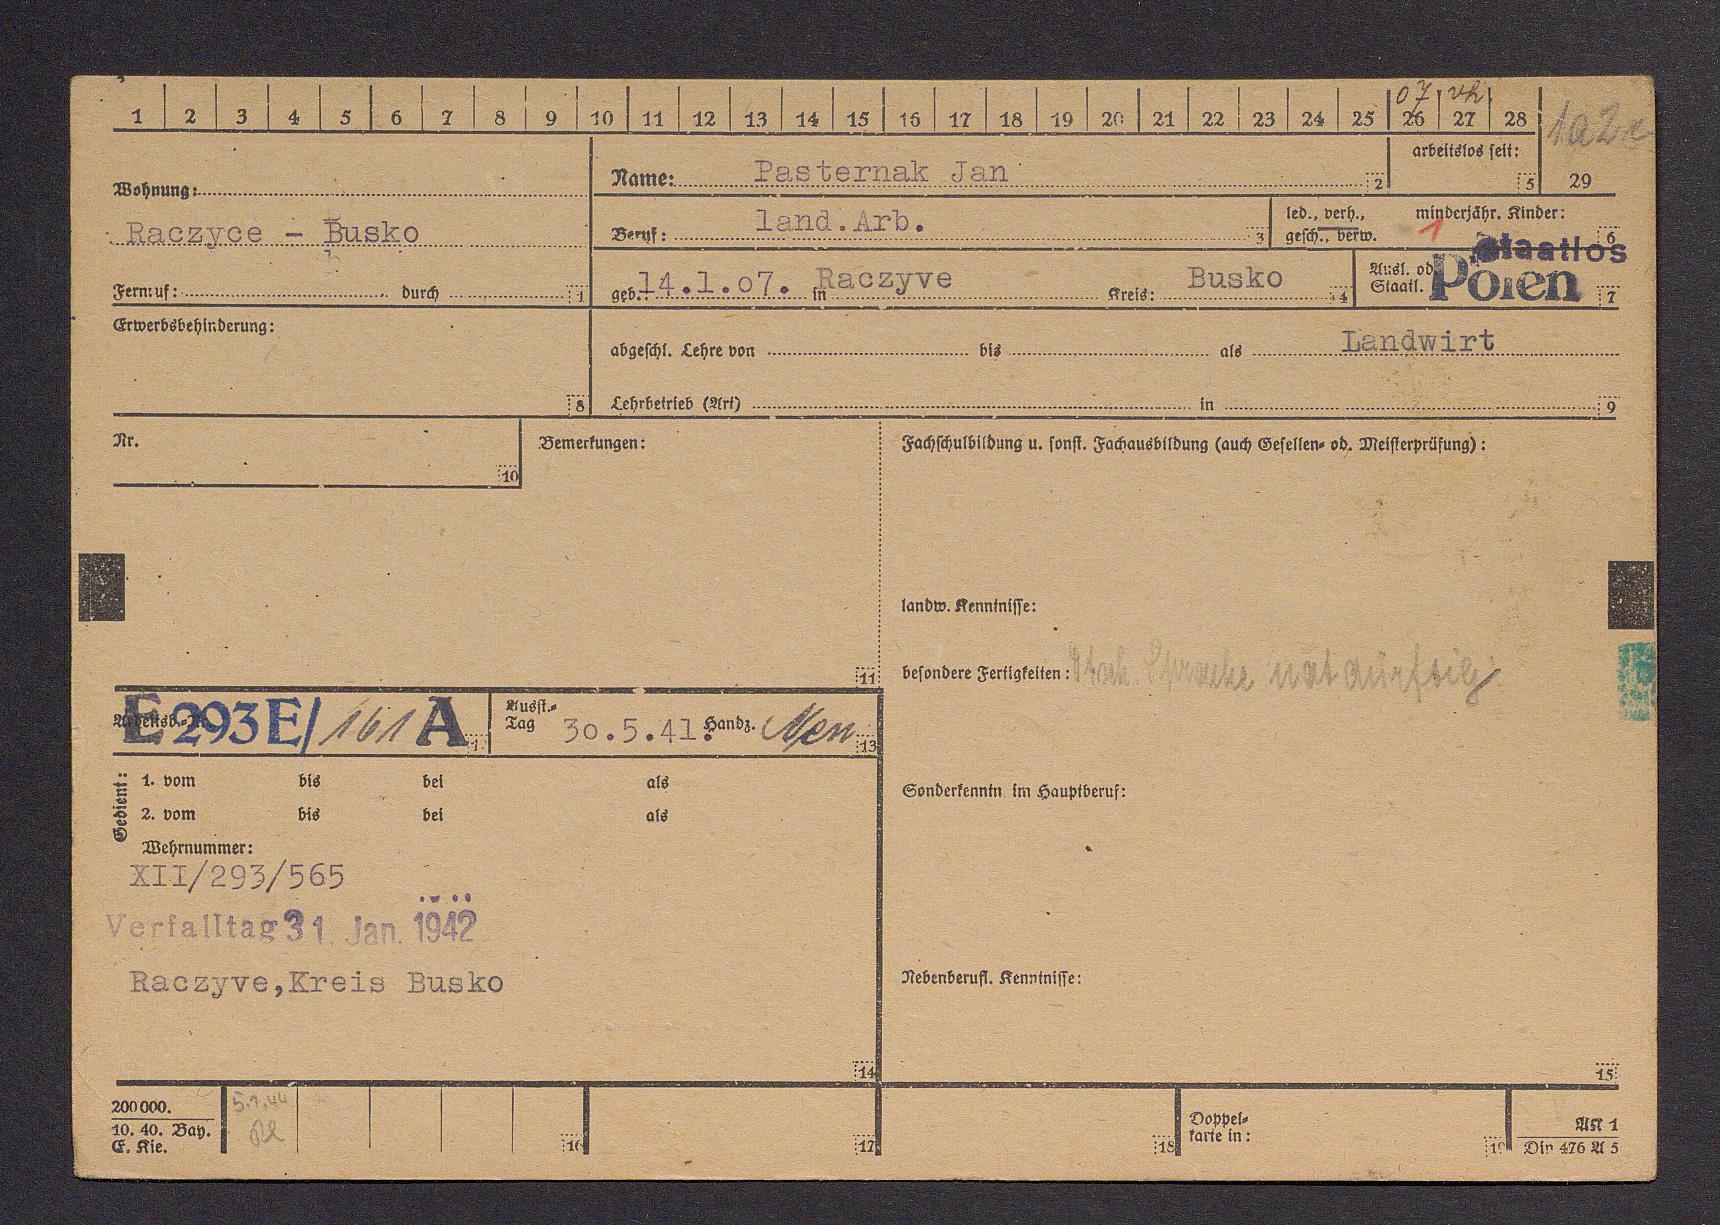 1 2 3 4 5 6 7 8 9 10 11 12 13 14 15 16 17 18 19 20 21 22 23 24 25 26 27 28
07 vh.
1a2c
29
Wohnung:
Raczyce - Busko
Fernruf: durch 1
Name: Pasternak Jan 2
arbeitslos seit: 5
Beruf: land.Arb. 3
led., verh., minderjähr. Kinder:
gesch., verw. 1 6
geb.: 14.1.07. in Raczyve Kreis: Busko 4
Staatlos
Ausl. od.
Staatl. Polen 7
Erwerbsbehinderung:
8
abgeschl. Lehre von bis als Landwirt
Lehrbetrieb (Art) in 9
Nr.
10
Bemerkungen:
11
Fachschulbildung u. sonst. Fachausbildung (auch Gesellen- od. Meisterprüfung):
landw. Kenntnisse:
besondere Fertigkeiten: Sprache
Arbeitsb.-Nr.
E 293E/161 A
Ausst.-
Tag 30.5.41. Handz. 13
Gedient:
1. vom bis bei als
2. vom bis bei als
Wehrnummer:
XII/293/565
Verfalltag 31. Jan. 1942
Raczyve,Kreis Busko
14
Sonderkenntn. im Hauptberuf:
Nebenberufl. Kenntnisse:
15
200000.
10. 40. Bay.
E. Kie.
5.1.44
16
17
18
Doppel-
karte in:
19
AK 1
Din 476 A 5